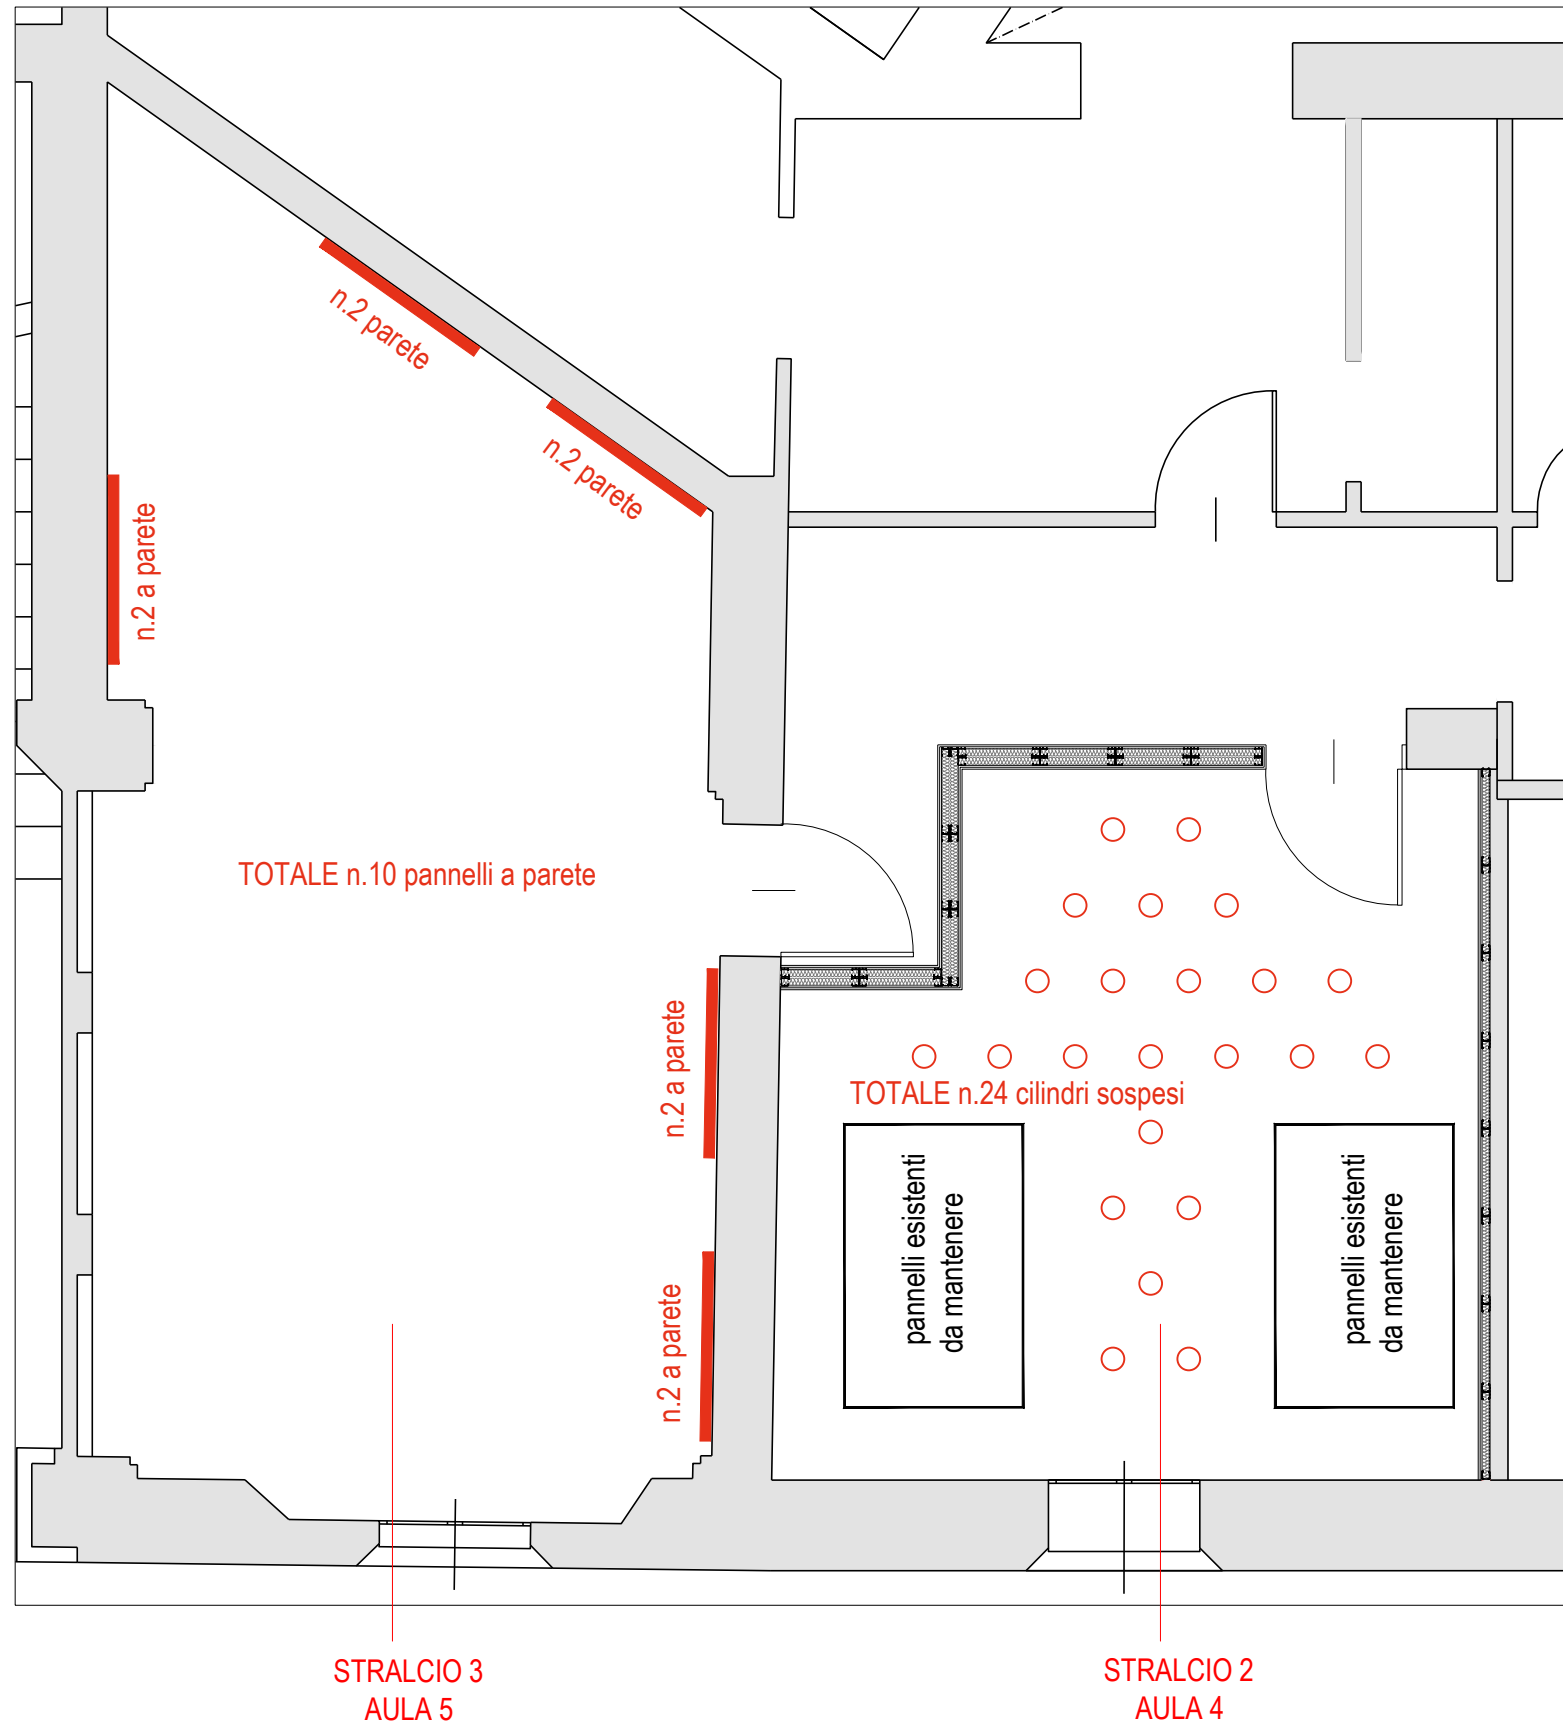 n.2 parete
n.2 parete
n.2 a parete
TOTALE n.10 pannelli a parete
n.2 a parete
TOTALE n.24 cilindri sospesi
pannelli esistenti
da mantenere
pannelli esistenti
da mantenere
n.2 a parete
STRALCIO 3
AULA 5
STRALCIO 2
AULA 4